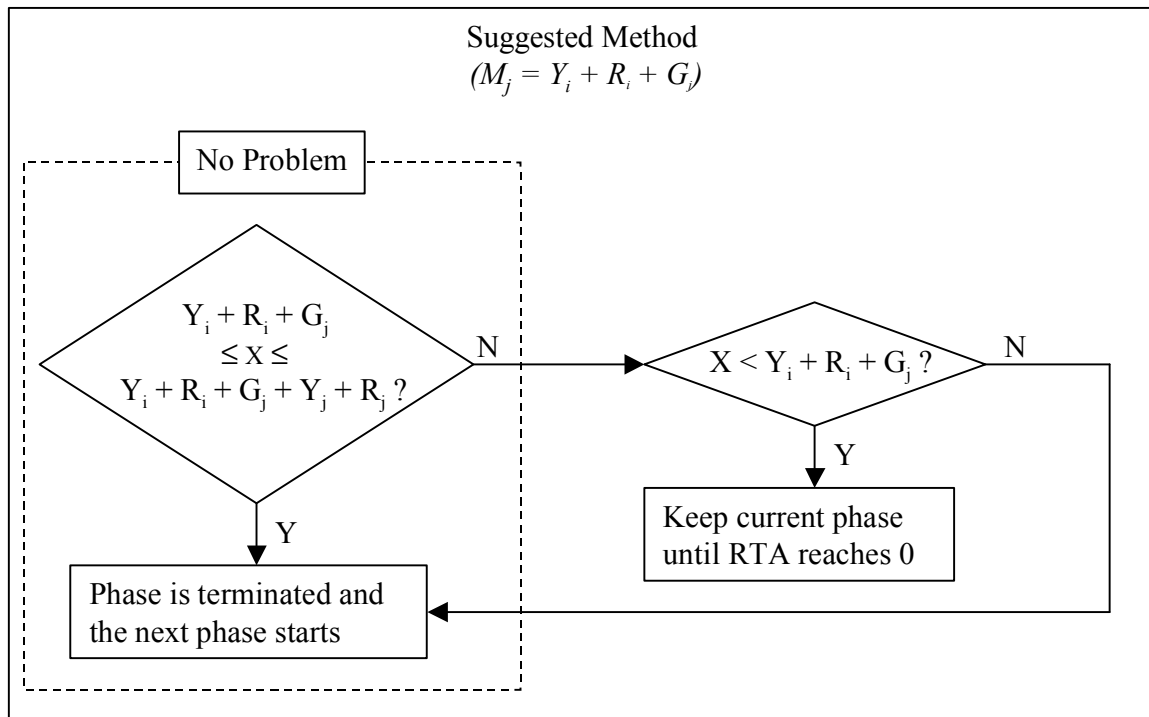 Suggested Method
(Mj = Yi + Ri + Gj)
No Problem
Yi + Ri + Gj
≤ X ≤
Yi + Ri + Gj + Yj + Rj ?
N
X < Yi + Ri + Gj ?
N
Y
Y
Keep current phase
until RTA reaches 0
Phase is terminated and
the next phase starts